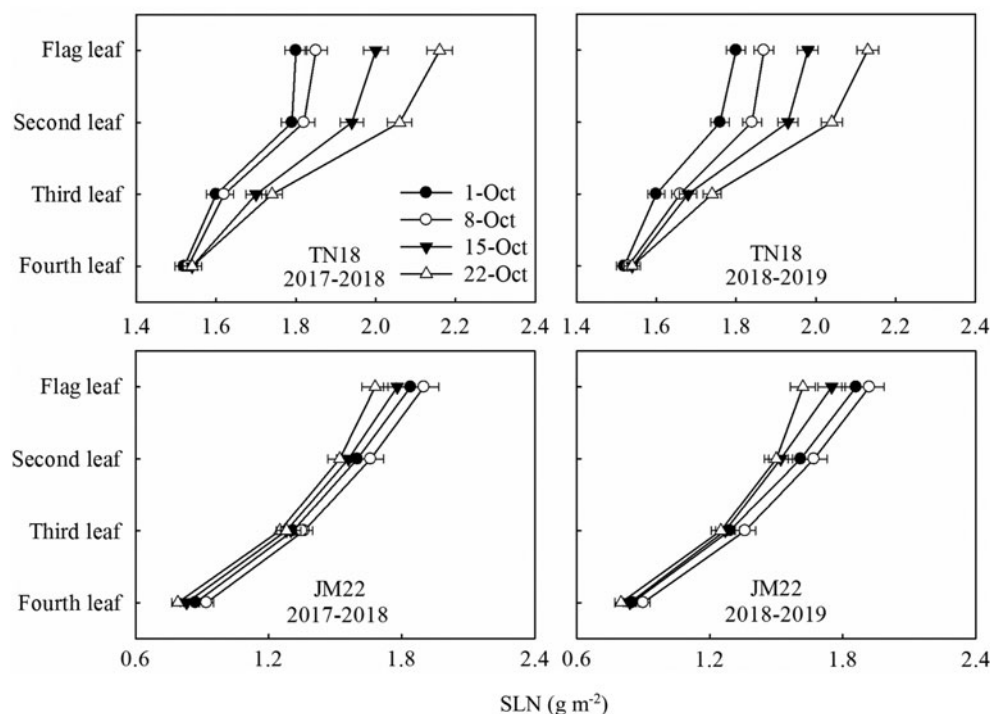 Flag leaf
Second leaf
Third leaf
Fourth leaf
1-Oct
8-Oct
15-Oct
22-Oct
TN18
2017-2018
TN18
2018-2019
1.4 1.6 1.8 2.0 2.2 2.4
1.4 1.6 1.8 2.0 2.2 2.4
Flag leaf
Second leaf
Third leaf
Fourth leaf
JM22
2017-2018
JM22
2018-2019
0.6 1.2 1.8 2.4
0.6 1.2 1.8 2.4
SLN (g m⁻²)